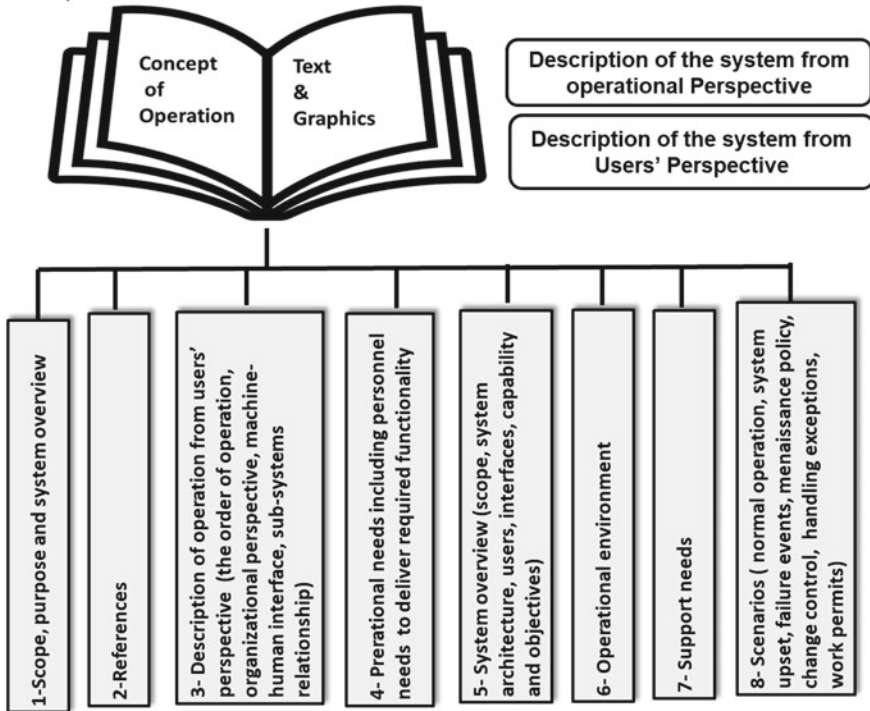 Concept
of
Operation
Text
&
Graphics
Description of the system from
operational Perspective
Description of the system from
Users' Perspective
1-Scope, purpose and system overview
2-References
3- Description of operation from users'
perspective (the order of operation,
organizational perspective, machine-
human interface, sub-systems
relationship)
4- Prerational needs including personnel
needs to deliver required functionality
5- System overview (scope, system
architecture, users, interfaces, capability
and objectives)
6- Operational environment
7- Support needs
8- Scenarios ( normal operation, system
upset, failure events, menaissance policy,
change control, handling exceptions,
work permits)